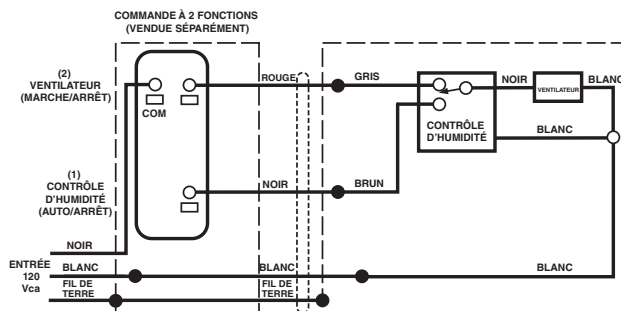 COMMANDE À 2 FONCTIONS
(VENDUE SÉPARÉMENT)
(2)
VENTILATEUR
(MARCHE/ARRÊT)
COM
ROUGE
GRIS
NOIR
VENTILATEUR
BLANC
CONTRÔLE
D'HUMIDITÉ
BLANC
(1)
CONTRÔLE
D'HUMIDITÉ
(AUTO/ARRÊT)
NOIR
BRUN
NOIR
ENTRÉE
120
Vca
BLANC
BLANC
BLANC
FIL DE
TERRE
FIL DE
TERRE